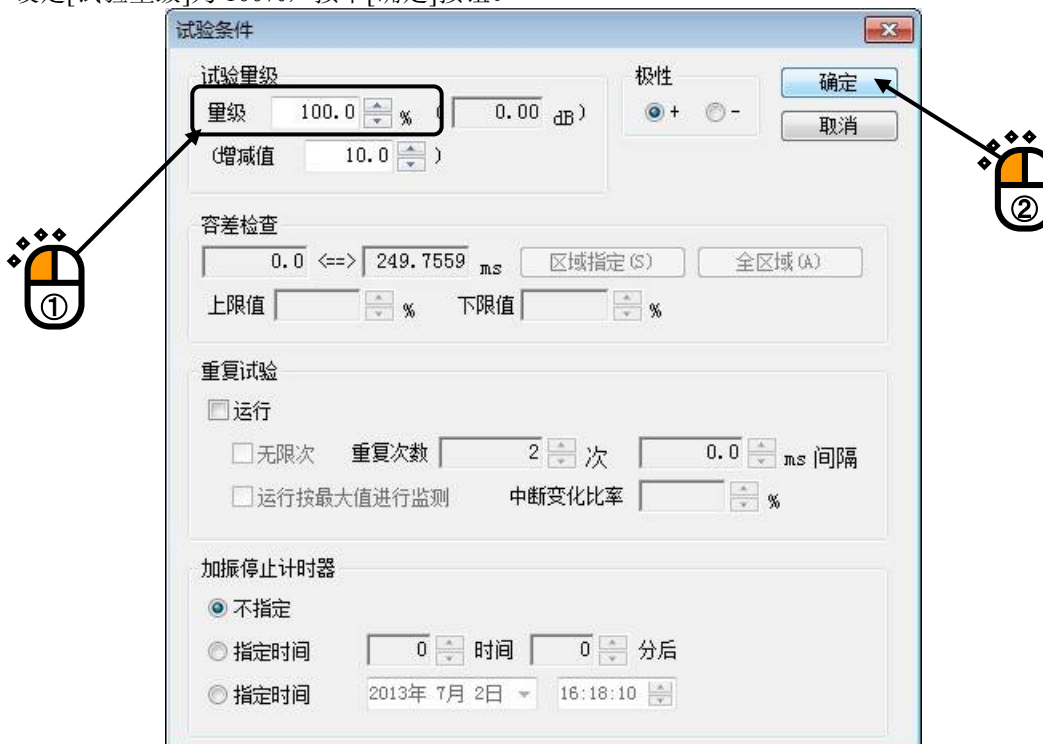 试验条件
试验量级
极性
确定
量级 100.0 % ( 0.00 dB)
+ -
取消
(增减值 10.0 )
②
容差检查
0.0 <==> 249.7559 ms 区域指定(S) 全区域(A)
①
上限值 % 下限值 %
重复试验
运行
无限次 重复次数 2 次 0.0 ms 间隔
运行按最大值进行监测 中断变化比率 %
加振停止计时器
不指定
指定时间 0 时间 0 分后
指定时间 2013年 7月 2日 16:18:10